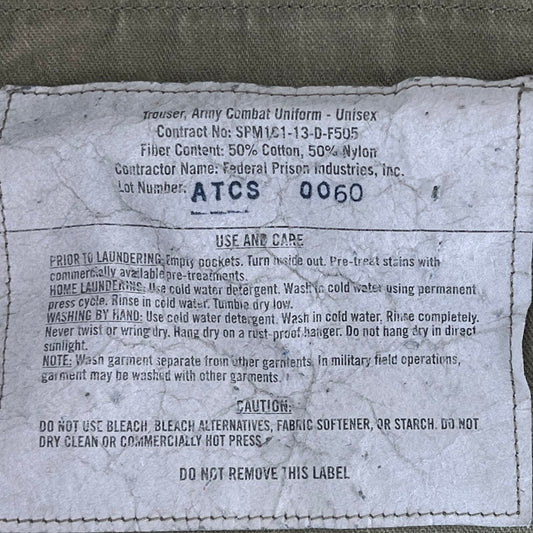 Trouser, Army Combat Uniform - Unisex
Contract No: SPM1C1-13-D-F505
Fiber Content: 50% Cotton, 50% Nylon
Contractor Name: Federal Prison Industries, Inc.
Lot Number: ATCS 0060
USE AND CARE
PRIOR TO LAUNDERING: Empty pockets. Turn inside out. Pre-treat stains with
commercially available pre-treatments.
HOME LAUNDERING: Use cold water detergent. Wash in cold water using permanent
press cycle. Rinse in cold water. Tumble dry low.
WASHING BY HAND: Use cold water detergent. Wash in cold water. Rinse completely.
Never twist or wring dry. Hang dry on a rust-proof hanger. Do not hang dry in direct
sunlight.
NOTE: Wash garment separate from other garments. In military field operations,
garment may be washed with other garments.
CAUTION:
DO NOT USE BLEACH, BLEACH ALTERNATIVES, FABRIC SOFTENER, OR STARCH. DO NOT
DRY CLEAN OR COMMERCIALLY HOT PRESS
DO NOT REMOVE THIS LABEL